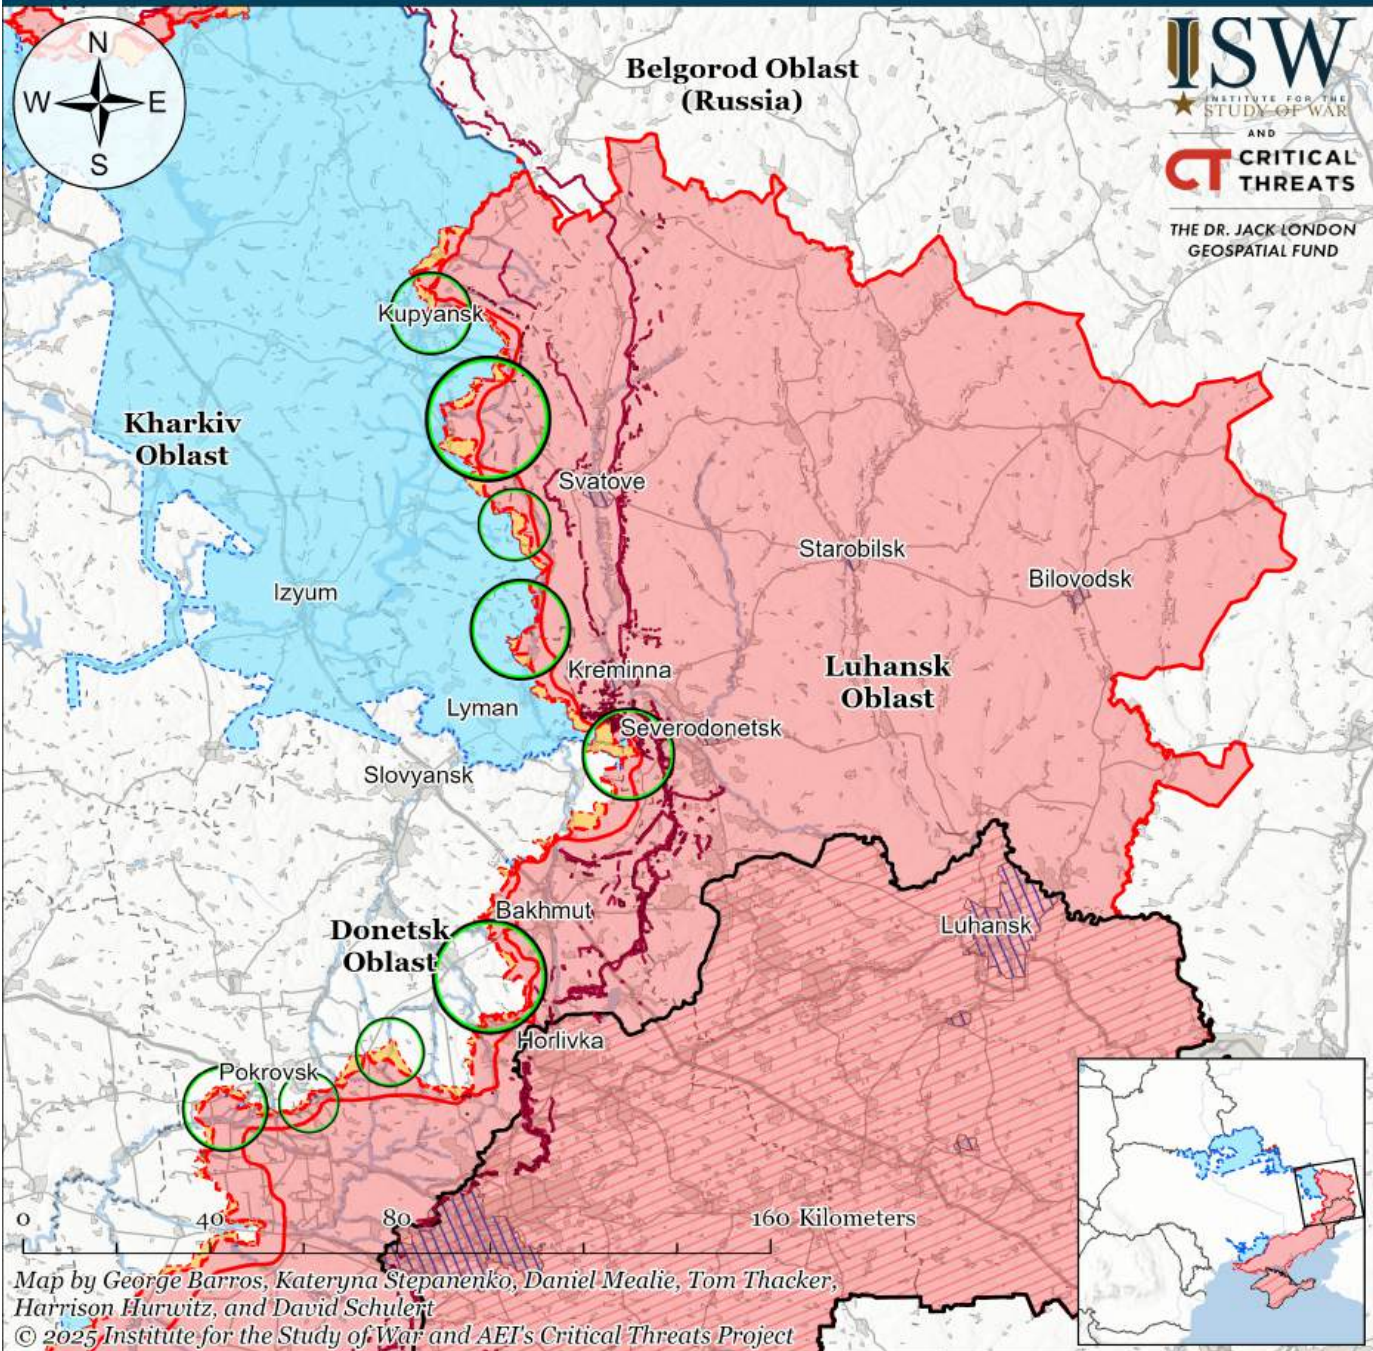 N
W
E
S
Belgorod Oblast
(Russia)
ISW
INSTITUTE FOR THE
STUDY OF WAR
AND
CT CRITICAL
THREATS
THE DR. JACK LONDON
GEOSPATIAL FUND
Kupyansk
Kharkiv
Oblast
Svatove
Starobilsk
Bilovodsk
Izyum
Kreminna
Luhansk
Oblast
Lyman
Severodonetsk
Slovyansk
Bakhmut
Luhansk
Donetsk
Oblast
Horlivka
Pokrovsk
0
40
80
160 Kilometers
Map by George Barros, Kateryna Stepanenko, Daniel Mealie, Tom Thacker,
Harrison Hurwitz, and David Schulert
© 2025 Institute for the Study of War and AEI's Critical Threats Project